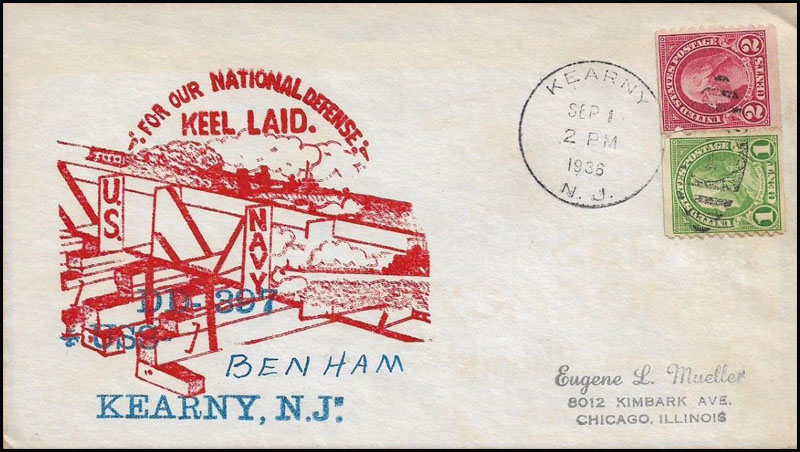 FOR OUR NATIONAL DEFENSE
KEEL LAID.
U.S.
NAVY
DD-397
USS-
BENHAM
KEARNY, N.J.
KEARNY
SEP 1
2 PM
1936
N. J.
2 UNITED STATES POSTAGE 2
CENTS
1 UNITED STATES POSTAGE 1
Eugene L. Mueller
8012 KIMBARK AVE.
CHICAGO, ILLINOIS